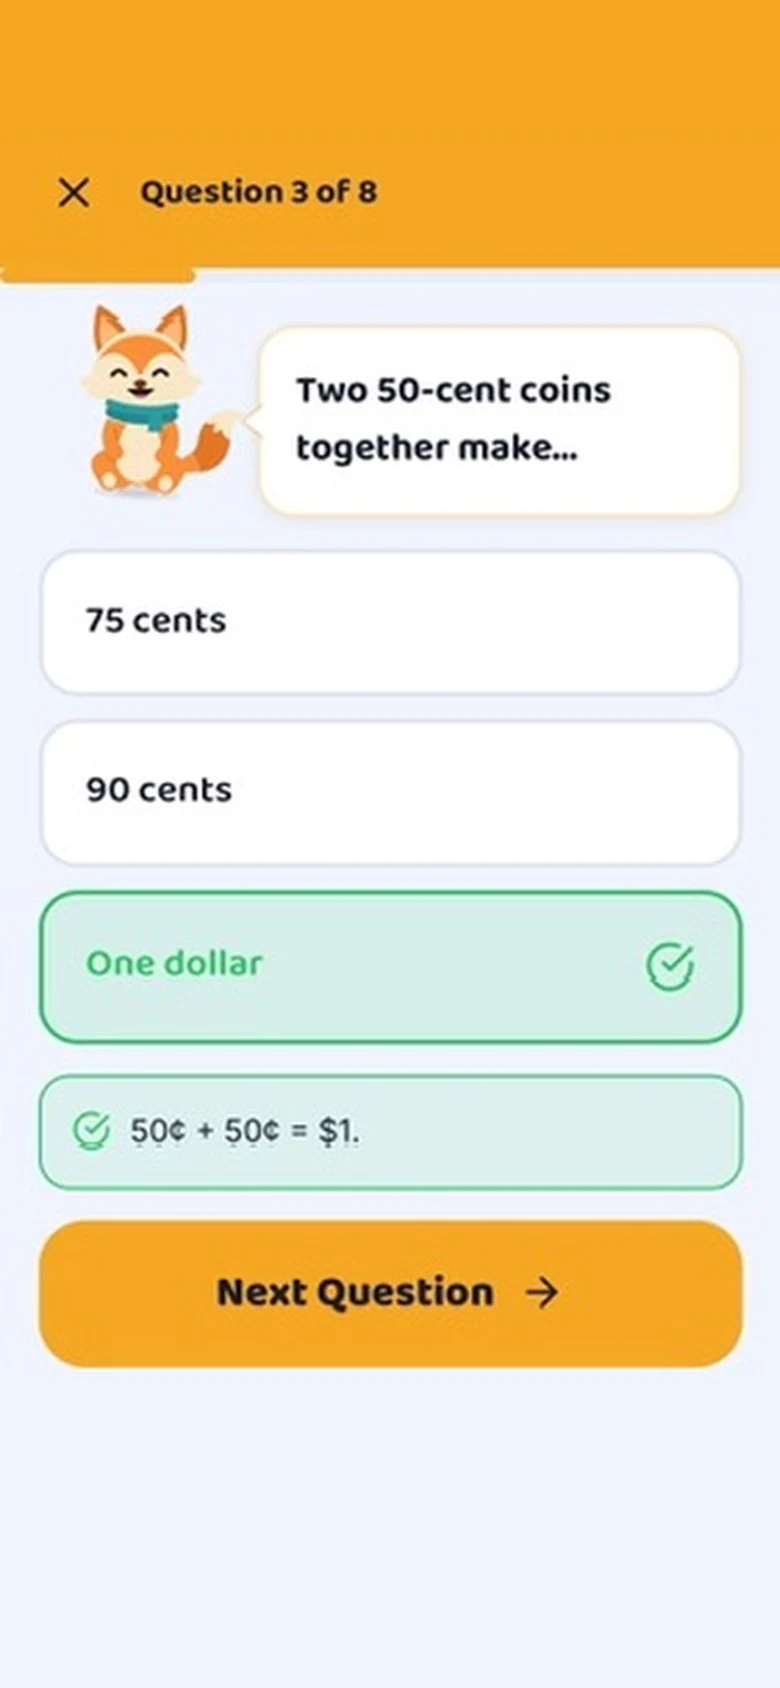 Question 3 of 8
Two 50-cent coins
together make...
75 cents
90 cents
One dollar
50¢ + 50¢ = $1.
Next Question →